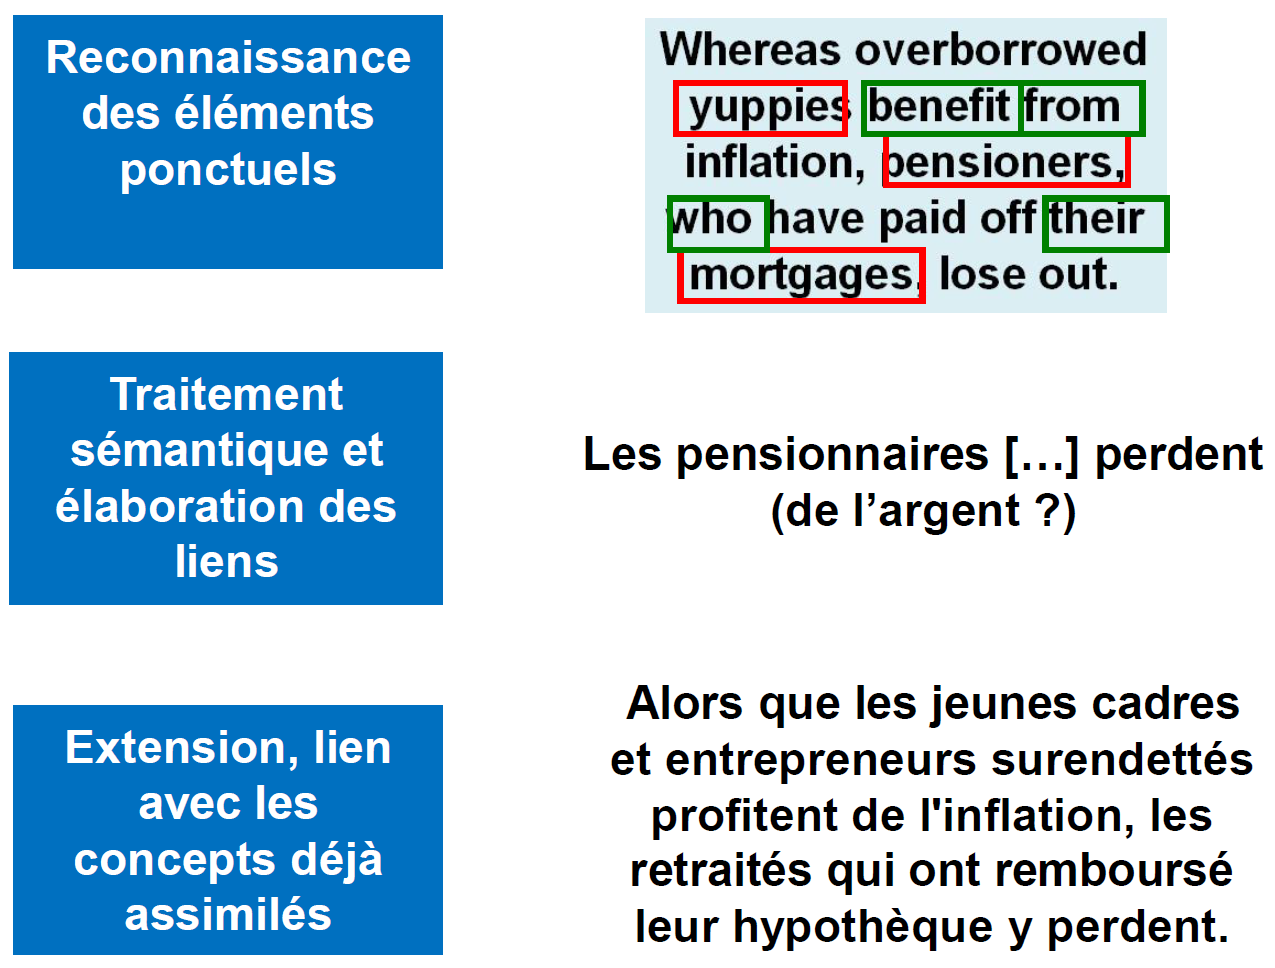 Reconnaissance
des éléments
ponctuels
Whereas overborrowed
yuppies benefit from
inflation, pensioners,
who have paid off their
mortgages, lose out.
Traitement
sémantique et
élaboration des
liens
Les pensionnaires […] perdent
(de l’argent ?)
Extension, lien
avec les
concepts déjà
assimilés
Alors que les jeunes cadres
et entrepreneurs surendettés
profitent de l'inflation, les
retraités qui ont remboursé
leur hypothèque y perdent.